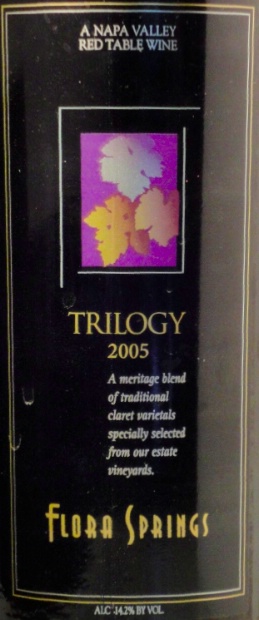 A NAPA VALLEY
RED TABLE WINE
TRILOGY
2005
A meritage blend
of traditional
claret varietals
specially selected
from our estate
vineyards.
FLORA SPRINGS
ALC 14.2% BY VOL.